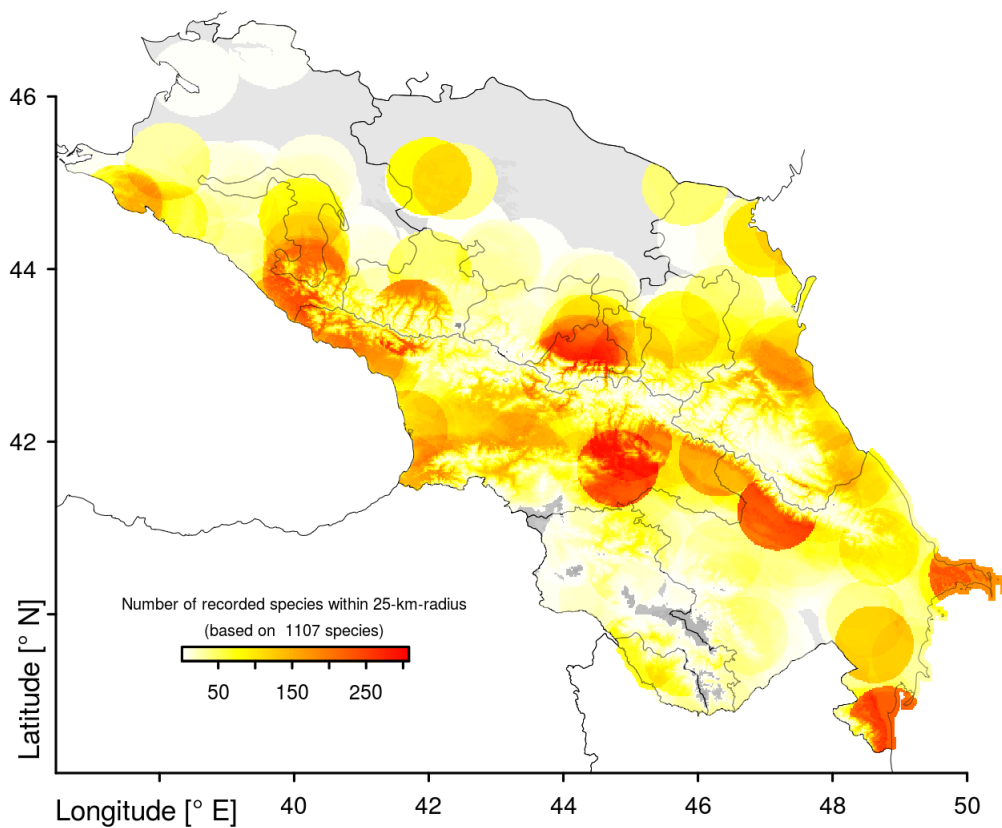 46
44
42
40
Latitude [° N]
Number of recorded species within 25-km-radius
(based on  1107 species)
50 150 250
40 42 44 46 48 50
Longitude [° E]